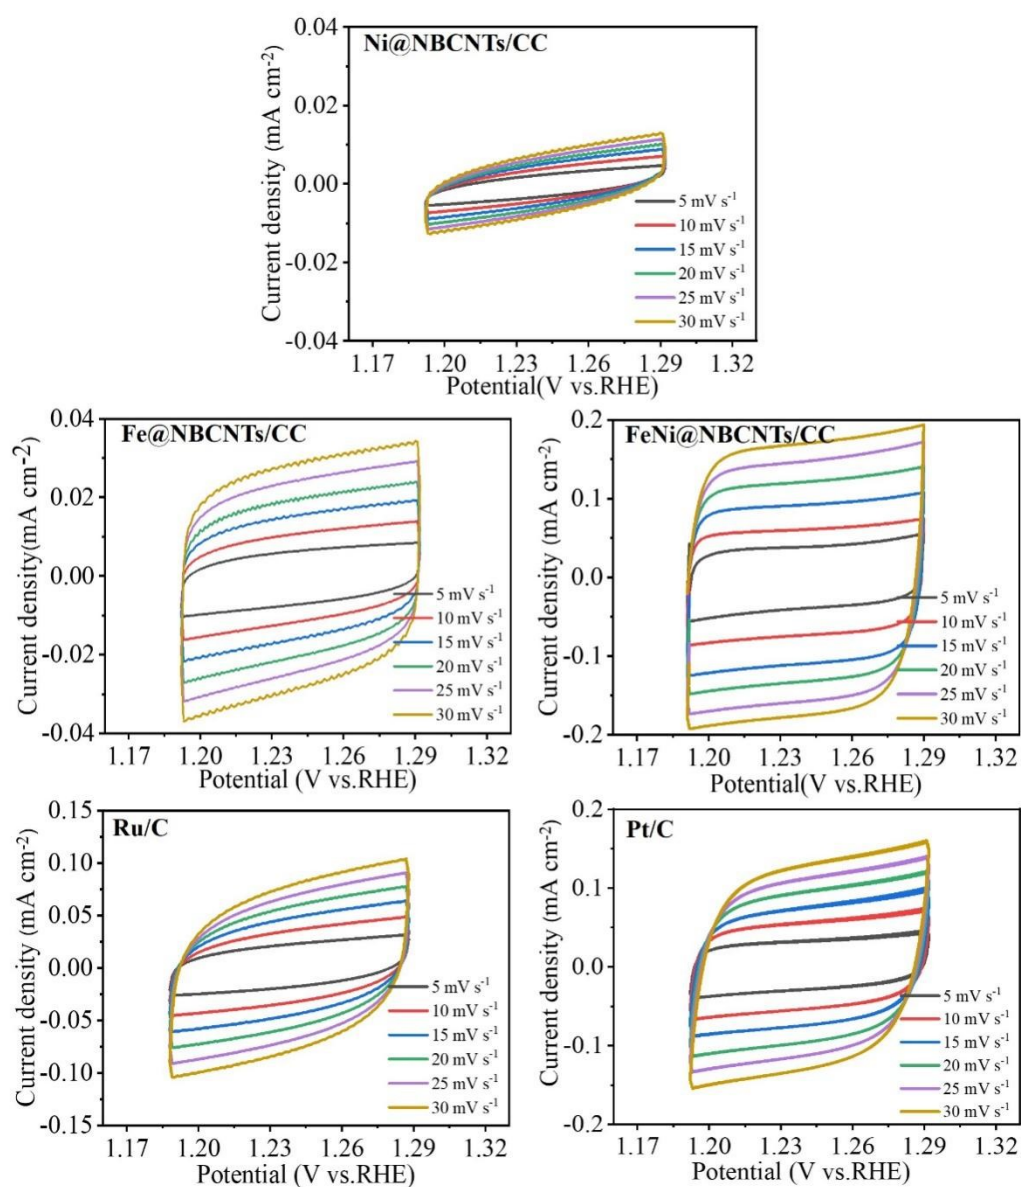 Ni@NBCNTs/CC
Current density (mA cm-2)
0.04
0.02
0.00
-0.02
-0.04
5 mV s-1
10 mV s-1
15 mV s-1
20 mV s-1
25 mV s-1
30 mV s-1
1.17 1.20 1.23 1.26 1.29 1.32
Potential(V vs.RHE)
Fe@NBCNTs/CC
Current density(mA cm-2)
0.04
0.02
0.00
-0.02
-0.04
5 mV s-1
10 mV s-1
15 mV s-1
20 mV s-1
25 mV s-1
30 mV s-1
1.17 1.20 1.23 1.26 1.29 1.32
Potential (V vs.RHE)
FeNi@NBCNTs/CC
Current density (mA cm-2)
0.2
0.1
0.0
-0.1
-0.2
5 mV s-1
10 mV s-1
15 mV s-1
20 mV s-1
25 mV s-1
30 mV s-1
1.17 1.20 1.23 1.26 1.29 1.32
Potential(V vs.RHE)
Ru/C
Current density (mA cm-2)
0.15
0.10
0.05
0.00
-0.05
-0.10
-0.15
5 mV s-1
10 mV s-1
15 mV s-1
20 mV s-1
25 mV s-1
30 mV s-1
1.17 1.20 1.23 1.26 1.29 1.32
Potential (V vs.RHE)
Pt/C
Current density (mA cm-2)
0.2
0.1
0.0
-0.1
-0.2
5 mV s-1
10 mV s-1
15 mV s-1
20 mV s-1
25 mV s-1
30 mV s-1
1.17 1.20 1.23 1.26 1.29 1.32
Potential (V vs.RHE)